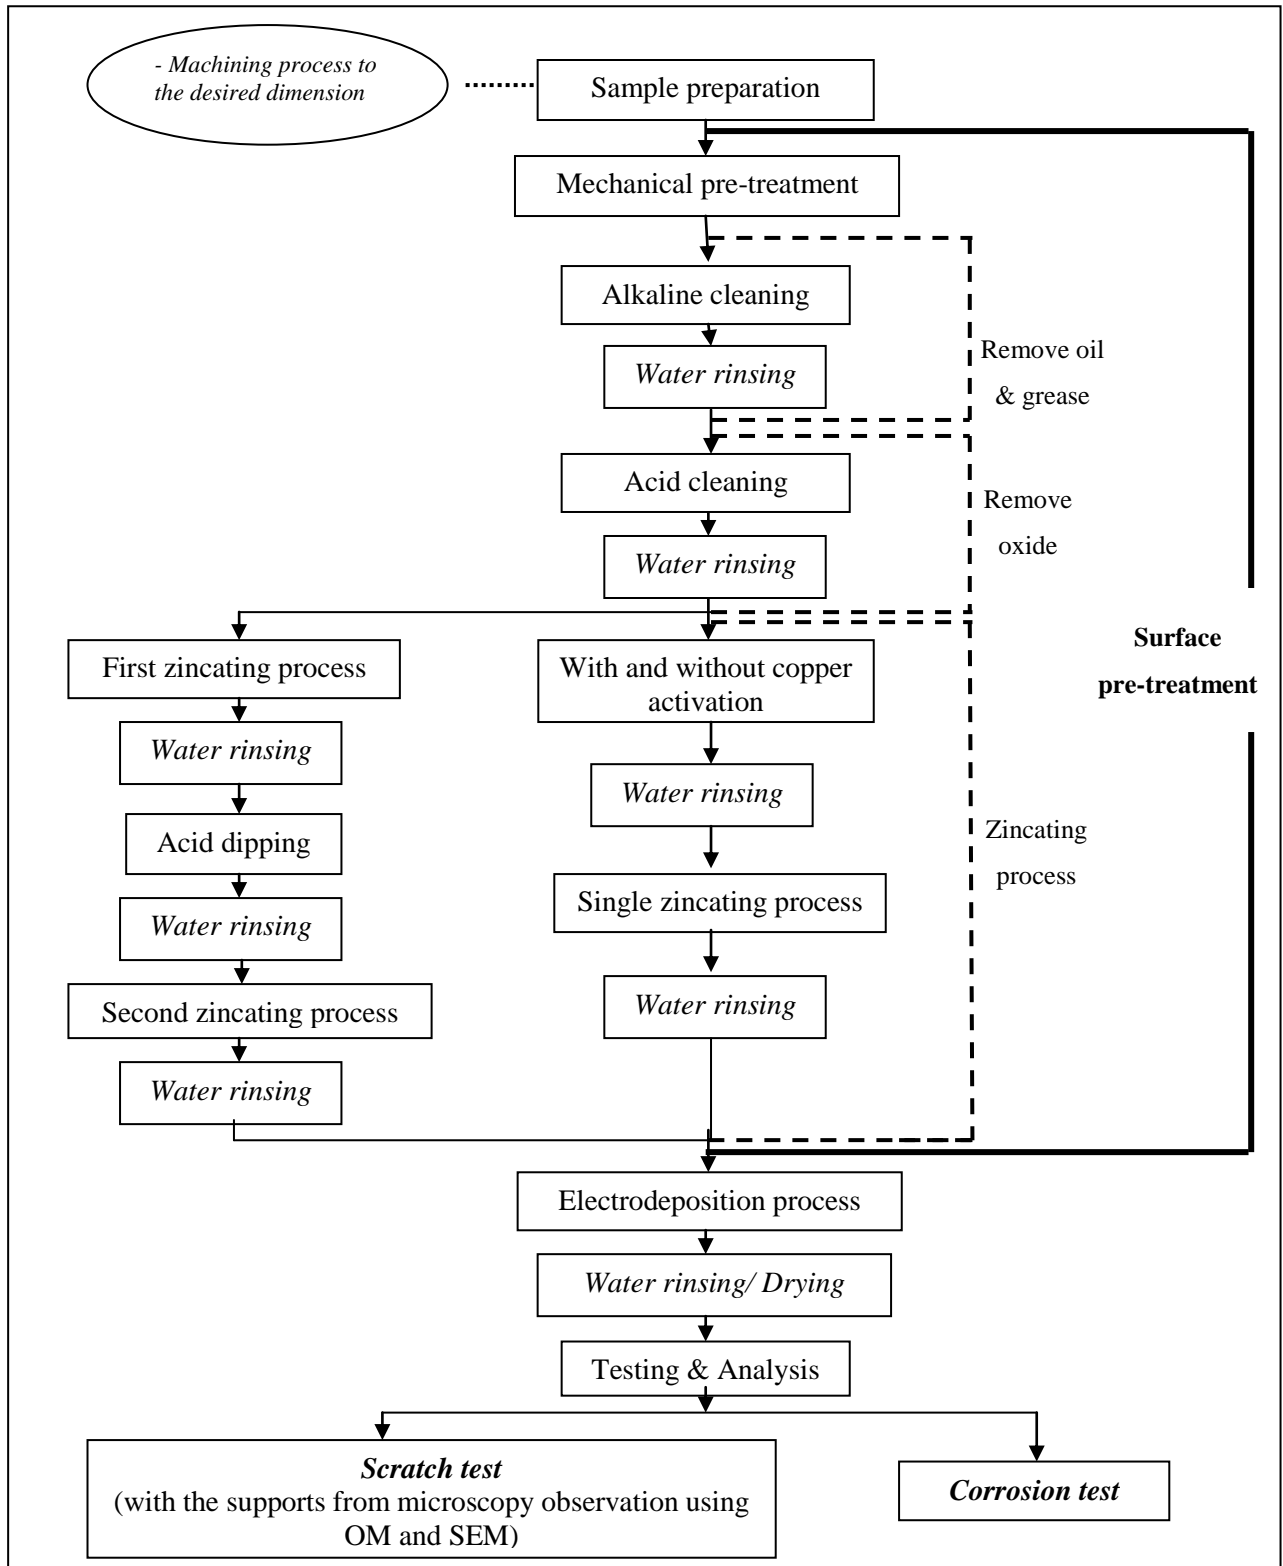 - Machining process to
the desired dimension
Sample preparation
Mechanical pre-treatment
Alkaline cleaning
Water rinsing
Remove oil
& grease
Acid cleaning
Water rinsing
Remove
oxide
Surface
pre-treatment
First zincating process
Water rinsing
Acid dipping
Water rinsing
Second zincating process
Water rinsing
With and without copper
activation
Water rinsing
Single zincating process
Water rinsing
Zincating
process
Electrodeposition process
Water rinsing/ Drying
Testing & Analysis
Scratch test
(with the supports from microscopy observation using
OM and SEM)
Corrosion test